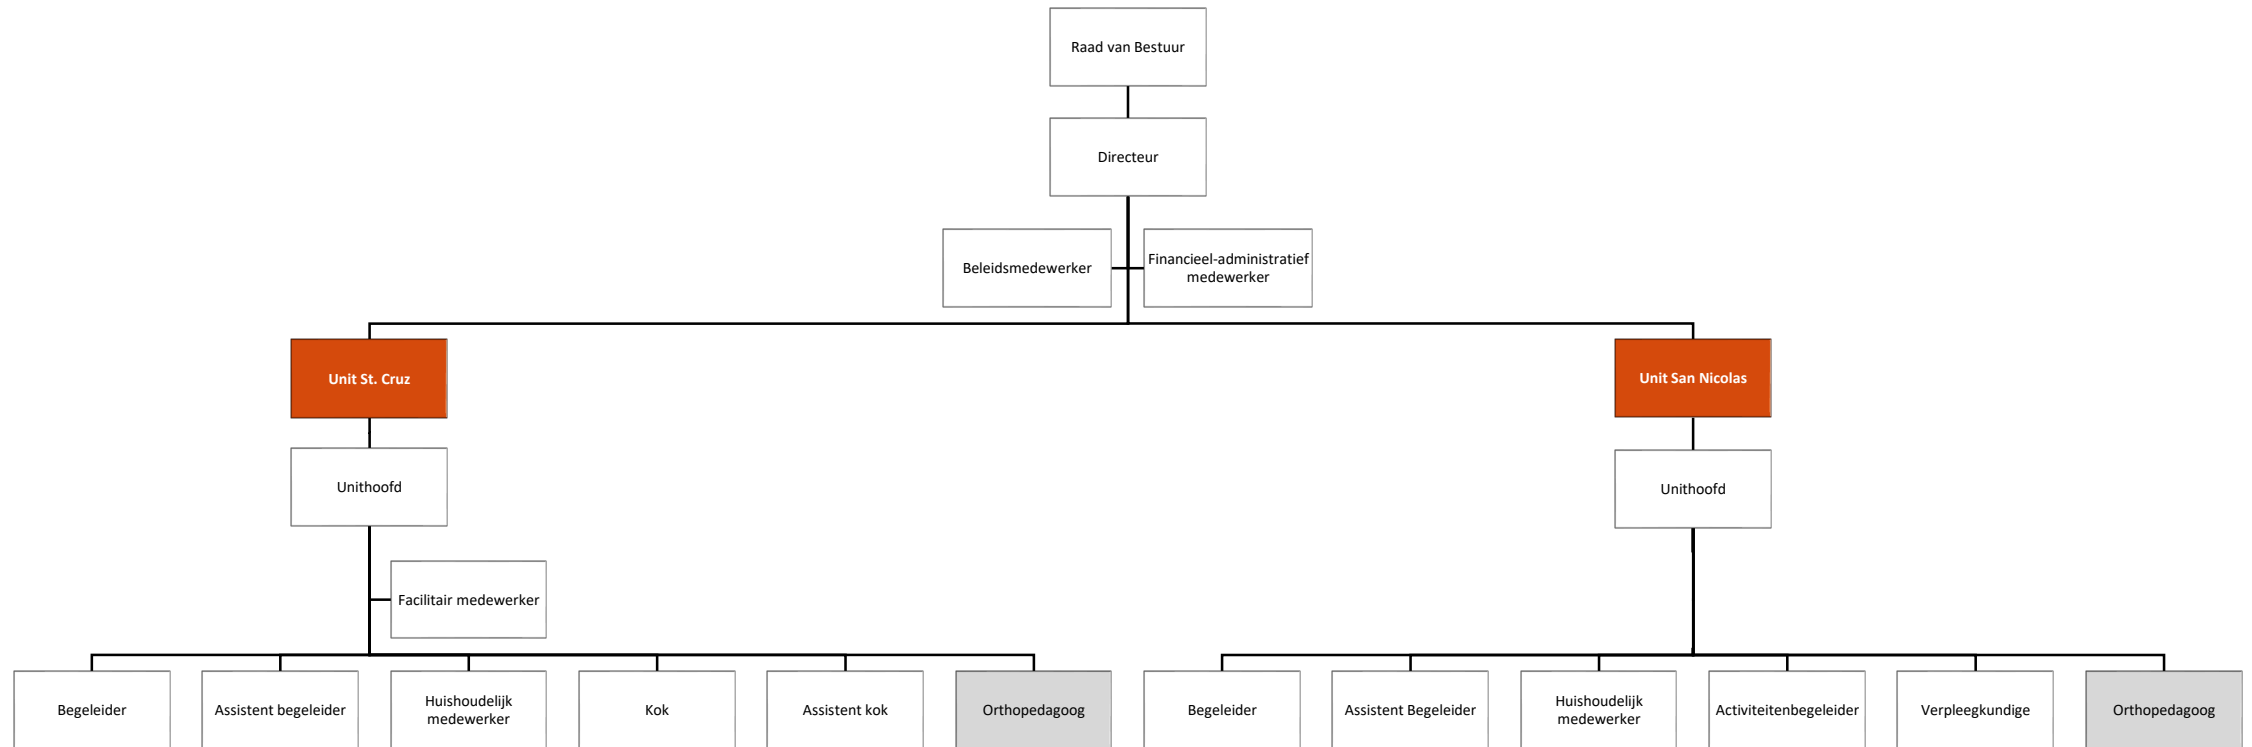 Raad van Bestuur
Directeur
Beleidsmedewerker
Financieel-administratief
medewerker
Unit St. Cruz
Unit San Nicolas
Unithoofd
Unithoofd
Facilitair medewerker
Begeleider
Assistent begeleider
Huishoudelijk
medewerker
Kok
Assistent kok
Orthopedagoog
Begeleider
Assistent Begeleider
Huishoudelijk
medewerker
Activiteitenbegeleider
Verpleegkundige
Orthopedagoog